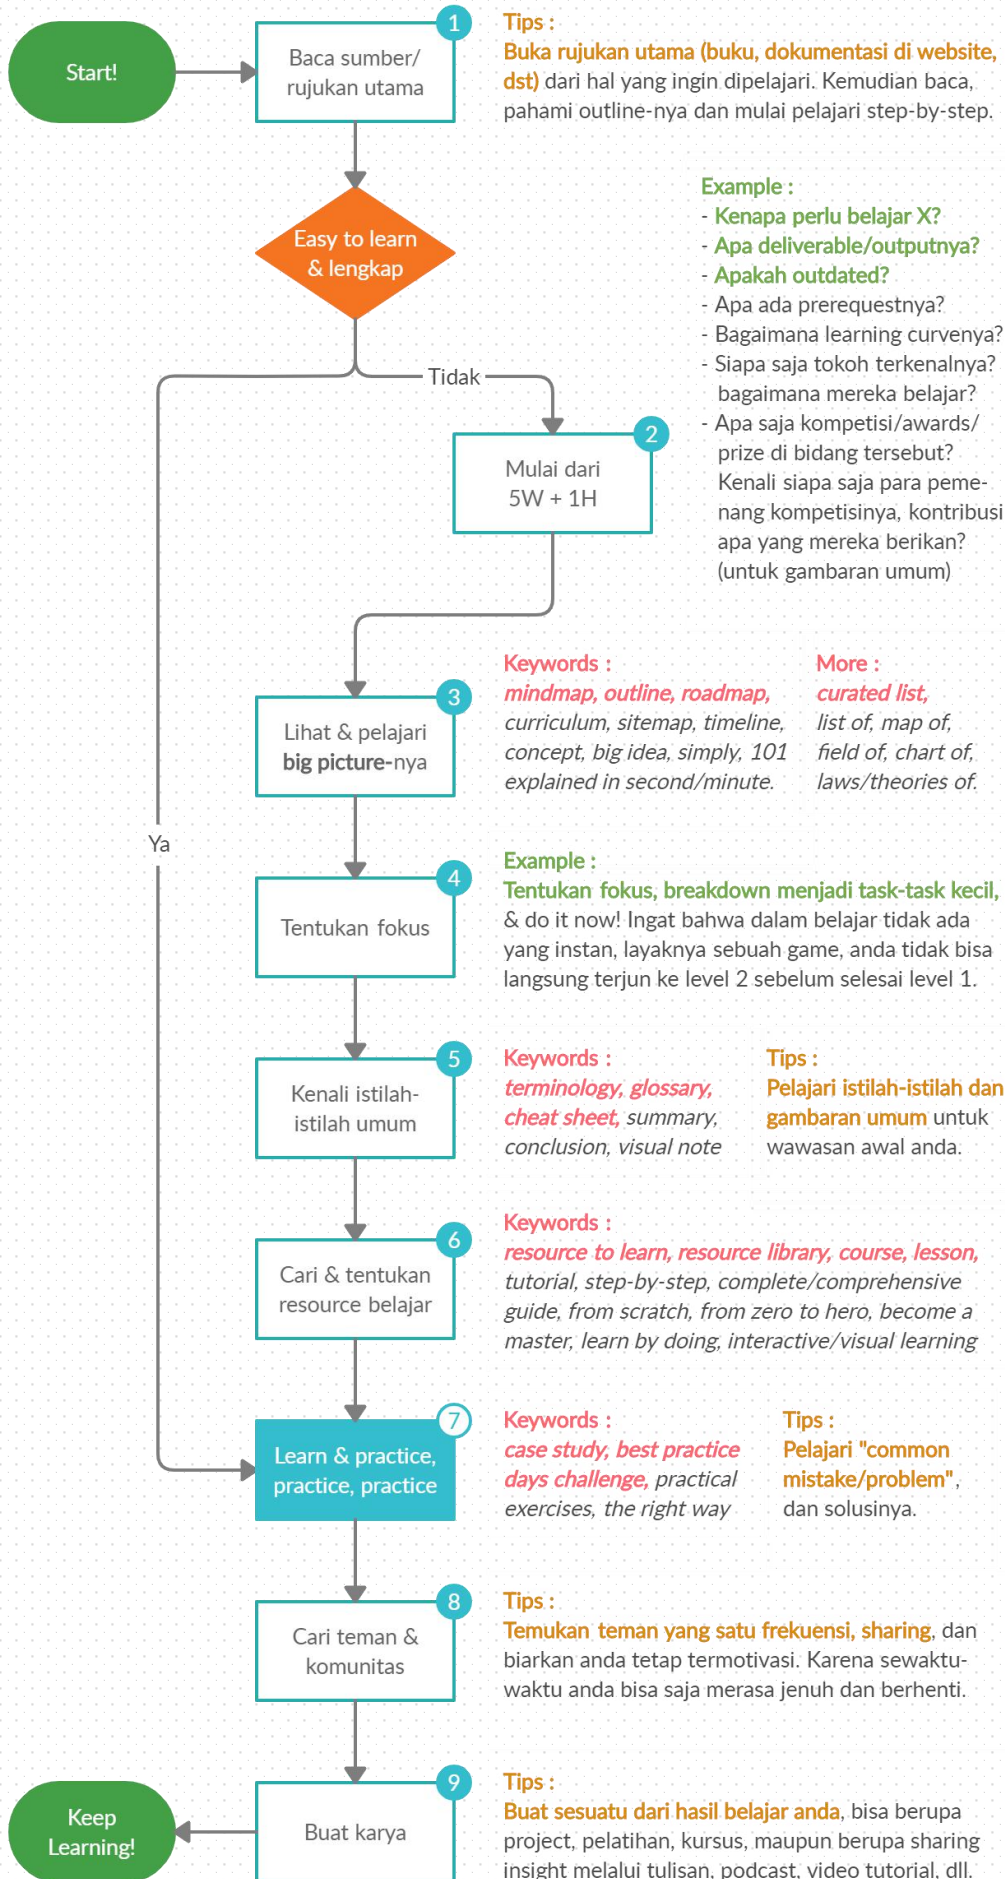 Start!
1
Baca sumber/
rujukan utama
Tips :
Buka rujukan utama (buku, dokumentasi di website,
dst) dari hal yang ingin dipelajari. Kemudian baca,
pahami outline-nya dan mulai pelajari step-by-step.
Easy to learn
& lengkap
Example :
- Kenapa perlu belajar X?
- Apa deliverable/outputnya?
- Apakah outdated?
- Apa ada prerequestnya?
- Bagaimana learning curvenya?
- Siapa saja tokoh terkenalnya?
bagaimana mereka belajar?
- Apa saja kompetisi/awards/
prize di bidang tersebut?
Kenali siapa saja para peme-
nang kompetisinya, kontribusi
apa yang mereka berikan?
(untuk gambaran umum)
Tidak
2
Mulai dari
5W + 1H
3
Lihat & pelajari
big picture-nya
Keywords :
mindmap, outline, roadmap,
curriculum, sitemap, timeline,
concept, big idea, simply, 101
explained in second/minute.
More :
curated list,
list of, map of,
field of, chart of,
laws/theories of.
Ya
4
Tentukan fokus
Example :
Tentukan fokus, breakdown menjadi task-task kecil,
& do it now! Ingat bahwa dalam belajar tidak ada
yang instan, layaknya sebuah game, anda tidak bisa
langsung terjun ke level 2 sebelum selesai level 1.
5
Kenali istilah-
istilah umum
Keywords :
terminology, glossary,
cheat sheet, summary,
conclusion, visual note
Tips :
Pelajari istilah-istilah dan
gambaran umum untuk
wawasan awal anda.
6
Cari & tentukan
resource belajar
Keywords :
resource to learn, resource library, course, lesson,
tutorial, step-by-step, complete/comprehensive
guide, from scratch, from zero to hero, become a
master, learn by doing, interactive/visual learning
7
Learn & practice,
practice, practice
Keywords :
case study, best practice
days challenge, practical
exercises, the right way
Tips :
Pelajari "common
mistake/problem",
dan solusinya.
8
Cari teman &
komunitas
Tips :
Temukan teman yang satu frekuensi, sharing, dan
biarkan anda tetap termotivasi. Karena sewaktu-
waktu anda bisa saja merasa jenuh dan berhenti.
9
Buat karya
Keep
Learning!
Tips :
Buat sesuatu dari hasil belajar anda, bisa berupa
project, pelatihan, kursus, maupun berupa sharing
insight melalui tulisan, podcast, video tutorial, dll.